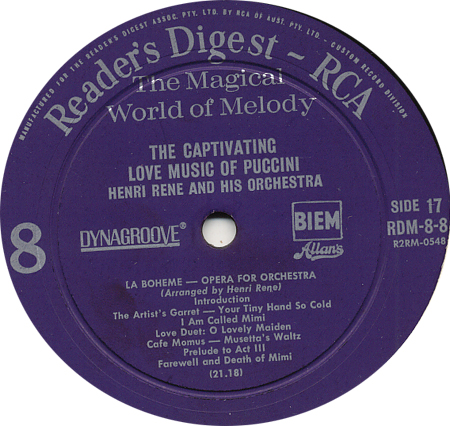 MANUFACTURED FOR THE READER'S DIGEST ASSOC. PTY. LTD. BY RCA OF AUST. PTY. LTD. - CUSTOM RECORD DIVISION
Reader's Digest - RCA
The Magical
World of Melody
THE CAPTIVATING
LOVE MUSIC OF PUCCINI
HENRI RENE AND HIS ORCHESTRA
8
DYNAGROOVE®
BIEM
Allan's
SIDE 17
RDM-8-8
R2RM-0548
LA BOHEME — OPERA FOR ORCHESTRA
(Arranged by Henri Rene)
Introduction
The Artist's Garret — Your Tiny Hand So Cold
I Am Called Mimi
Love Duet: O Lovely Maiden
Cafe Momus — Musetta's Waltz
Prelude to Act III
Farewell and Death of Mimi
(21.18)